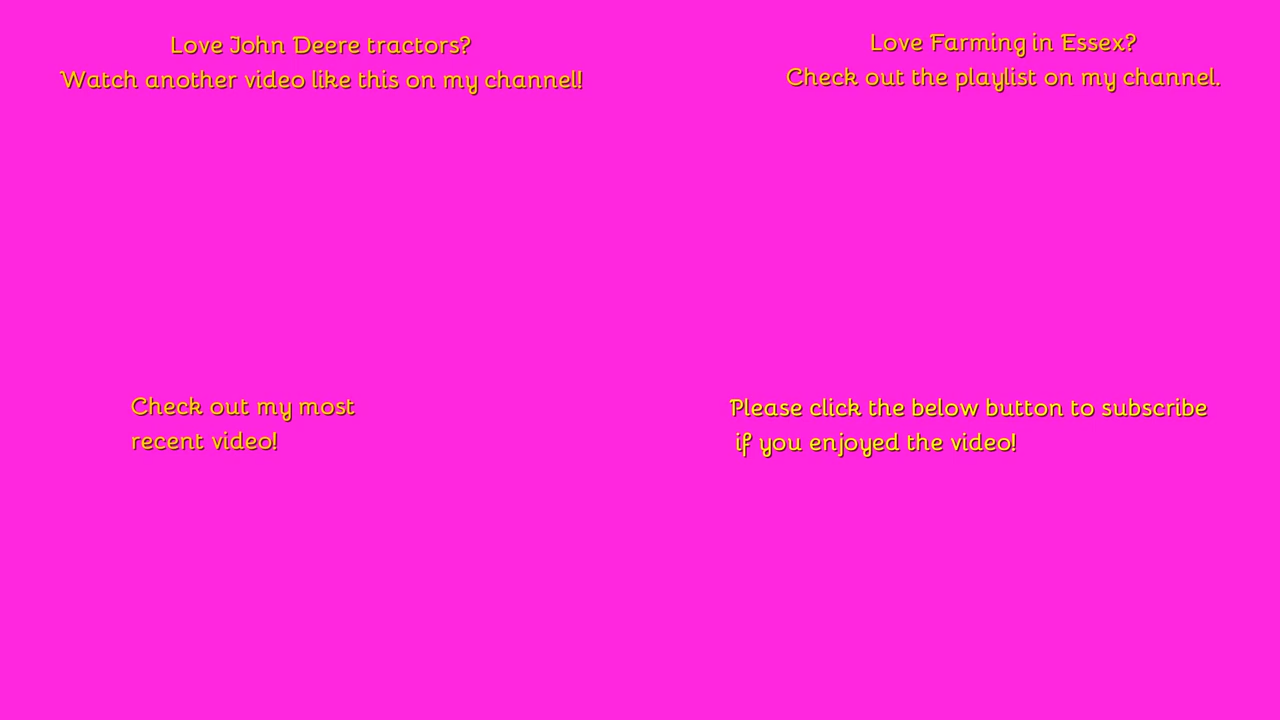 Love John Deere tractors?
Watch another video like this on my channel!
Love Farming in Essex?
Check out the playlist on my channel.
Check out my most
recent video!
Please click the below button to subscribe
if you enjoyed the video!